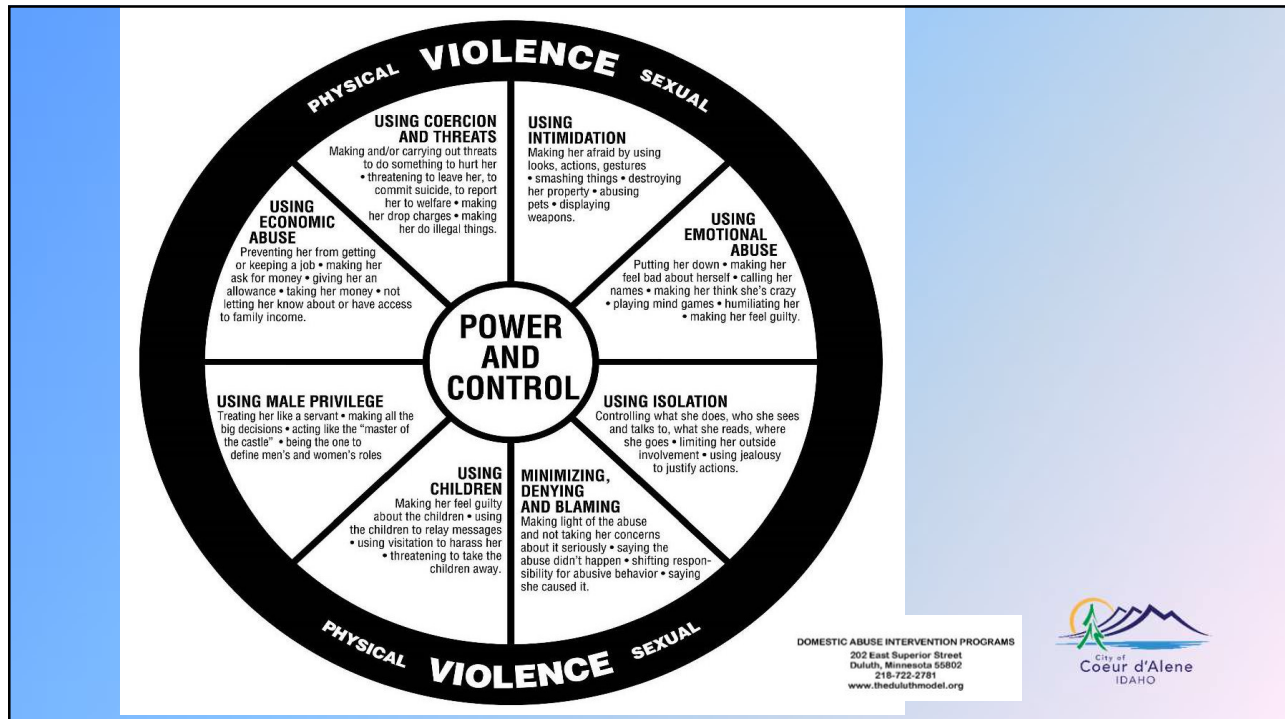 PHYSICAL VIOLENCE SEXUAL
USING COERCION
AND THREATS
Making and/or carrying out threats
to do something to hurt her
• threatening to leave her, to
commit suicide, to report
her to welfare • making
her drop charges • making
her do illegal things.
USING
INTIMIDATION
Making her afraid by using
looks, actions, gestures
• smashing things • destroying
her property • abusing
pets • displaying
weapons.
USING
ECONOMIC
ABUSE
Preventing her from getting
or keeping a job • making her
ask for money • giving her an
allowance • taking her money • not
letting her know about or have access
to family income.
USING
EMOTIONAL
ABUSE
Putting her down • making her
feel bad about herself • calling her
names • making her think she's crazy
• playing mind games • humiliating her
• making her feel guilty.
POWER
AND
CONTROL
USING MALE PRIVILEGE
Treating her like a servant • making all the
big decisions • acting like the “master of
the castle” • being the one to
define men's and women's roles
USING ISOLATION
Controlling what she does, who she sees
and talks to, what she reads, where
she goes • limiting her outside
involvement • using jealousy
to justify actions.
USING
CHILDREN
Making her feel guilty
about the children • using
the children to relay messages
• using visitation to harass her
• threatening to take the
children away.
MINIMIZING,
DENYING
AND BLAMING
Making light of the abuse
and not taking her concerns
about it seriously • saying the
abuse didn't happen • shifting respon-
sibility for abusive behavior • saying
she caused it.
PHYSICAL VIOLENCE SEXUAL
DOMESTIC ABUSE INTERVENTION PROGRAMS
202 East Superior Street
Duluth, Minnesota 55802
218-722-2781
www.theduluthmodel.org
City of
Coeur d'Alene
IDAHO